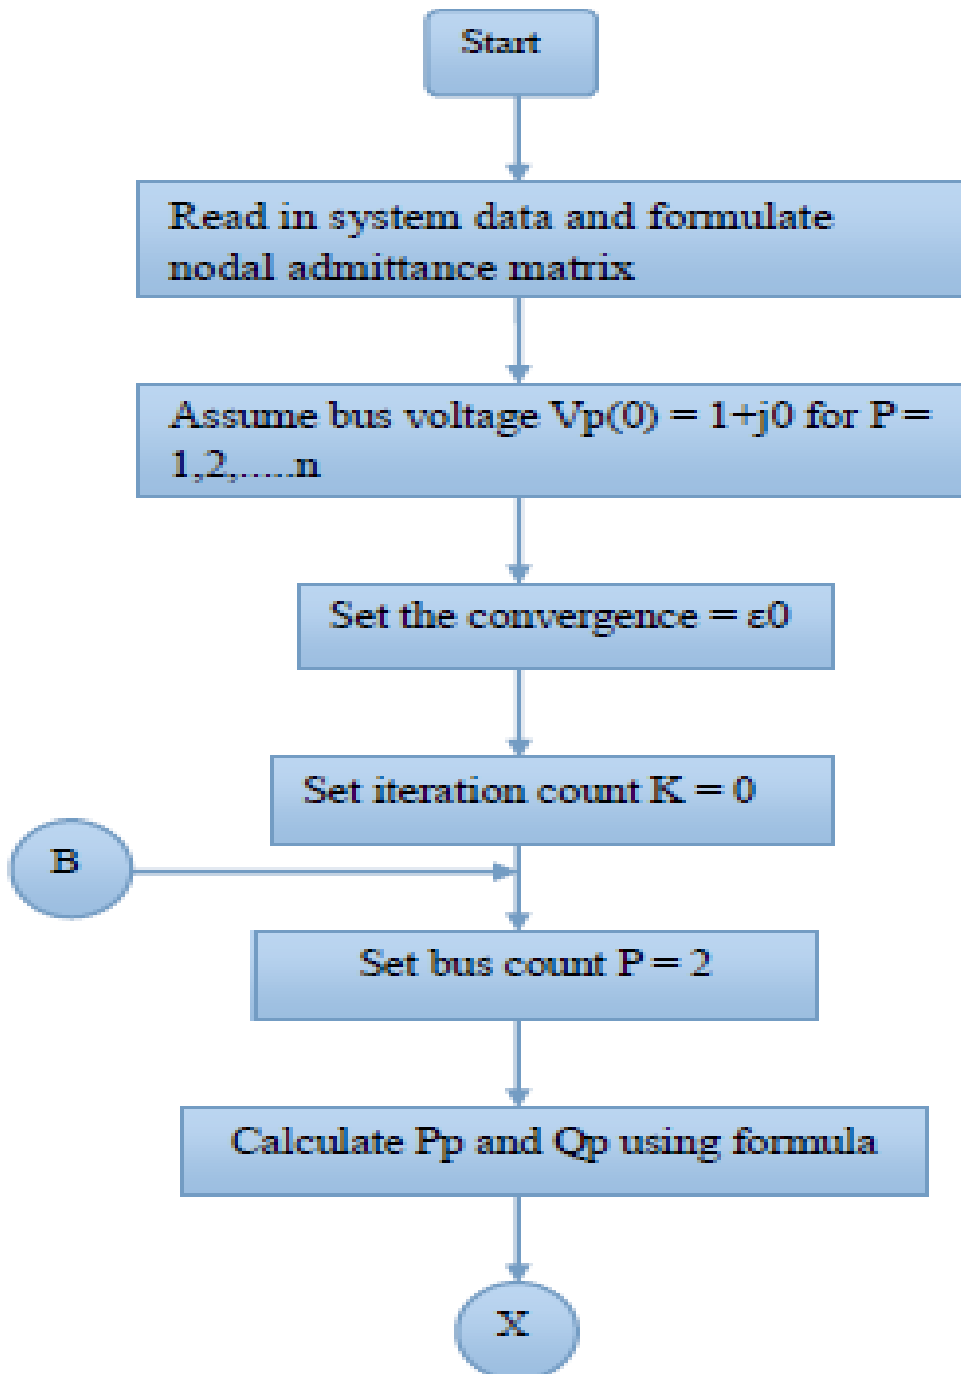 Start
Read in system data and formulate
nodal admittance matrix
Assume bus voltage Vp(0) = 1+j0 for P =
1,2,.....n
Set the convergence = ε0
Set iteration count K = 0
B
Set bus count P = 2
Calculate Pp and Qp using formula
X